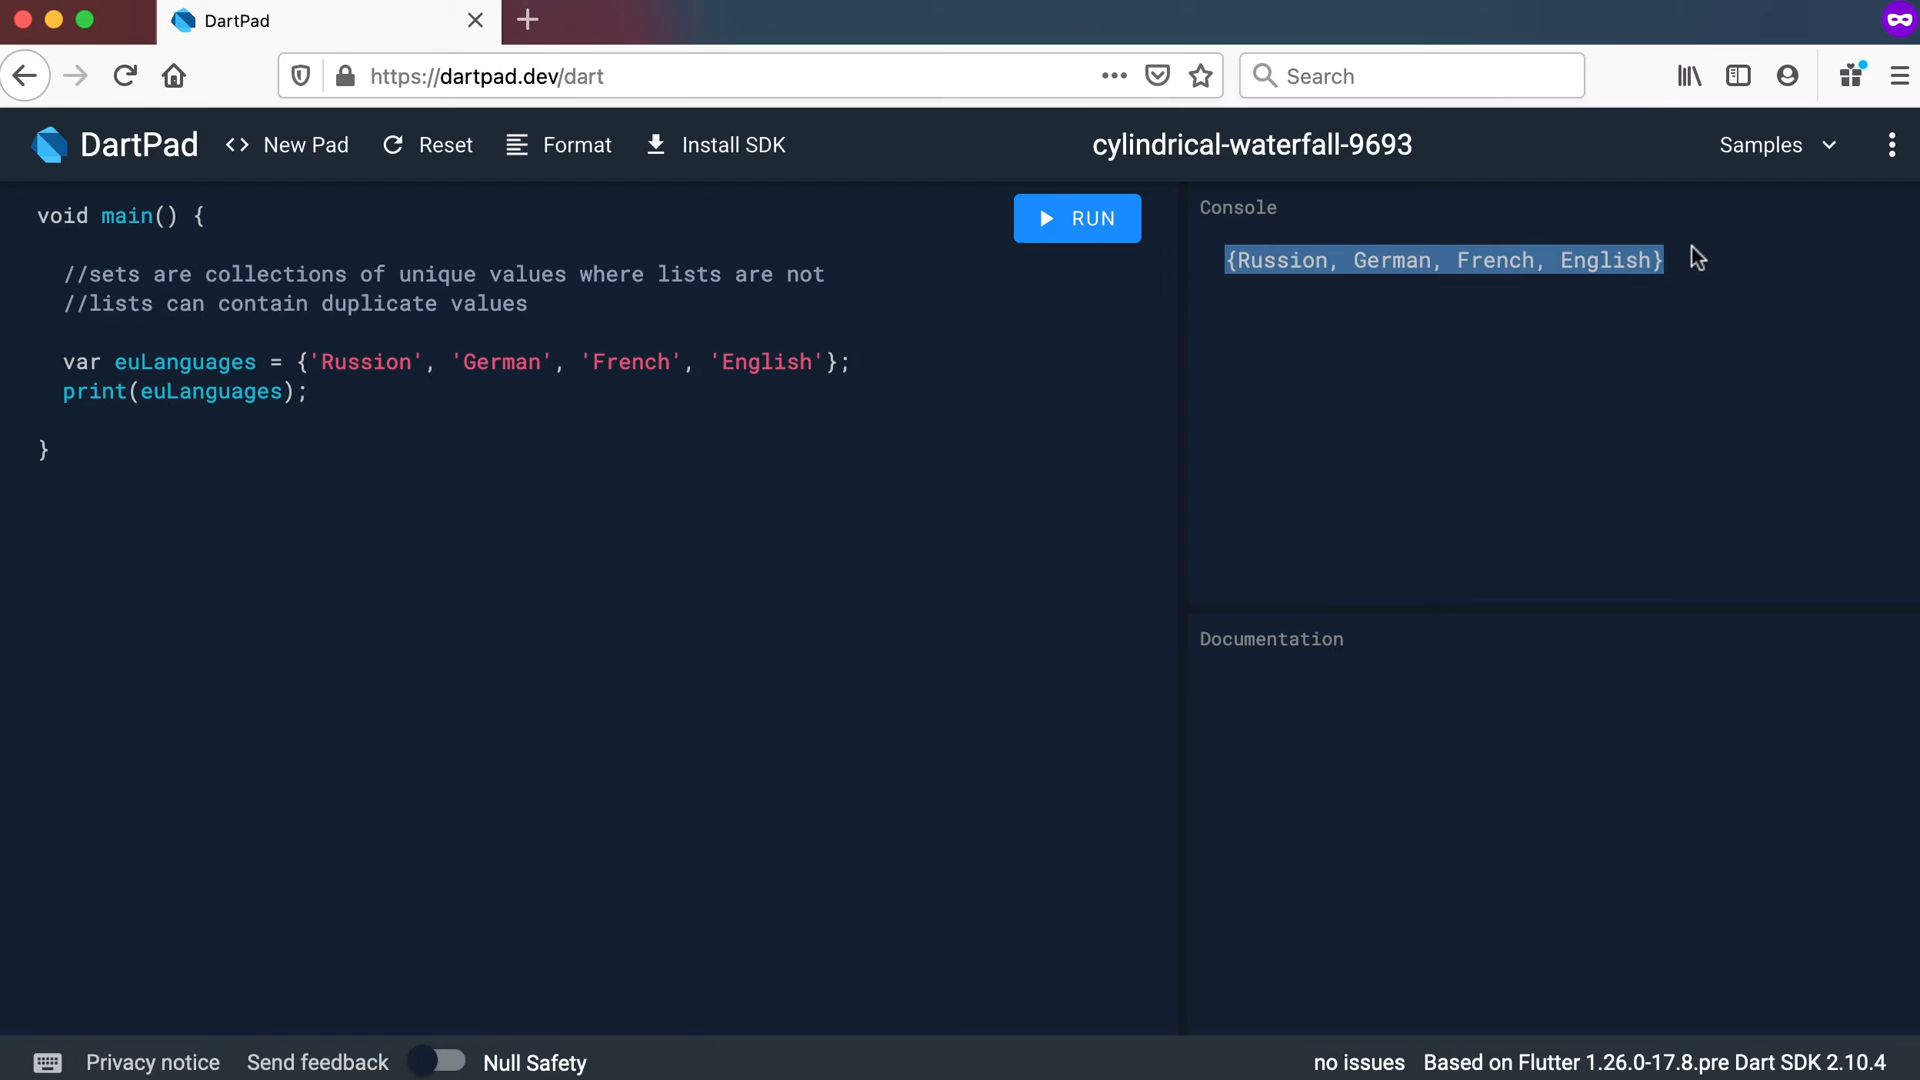 DartPad
https://dartpad.dev/dart
Search
DartPad
<> New Pad
Reset
Format
Install SDK
cylindrical-waterfall-9693
Samples
void main() {
//sets are collections of unique values where lists are not
//lists can contain duplicate values
var euLanguages = {'Russion', 'German', 'French', 'English'};
print(euLanguages);
}
RUN
Console
{Russion, German, French, English}
Documentation
Privacy notice
Send feedback
Null Safety
no issues
Based on Flutter 1.26.0-17.8.pre Dart SDK 2.10.4